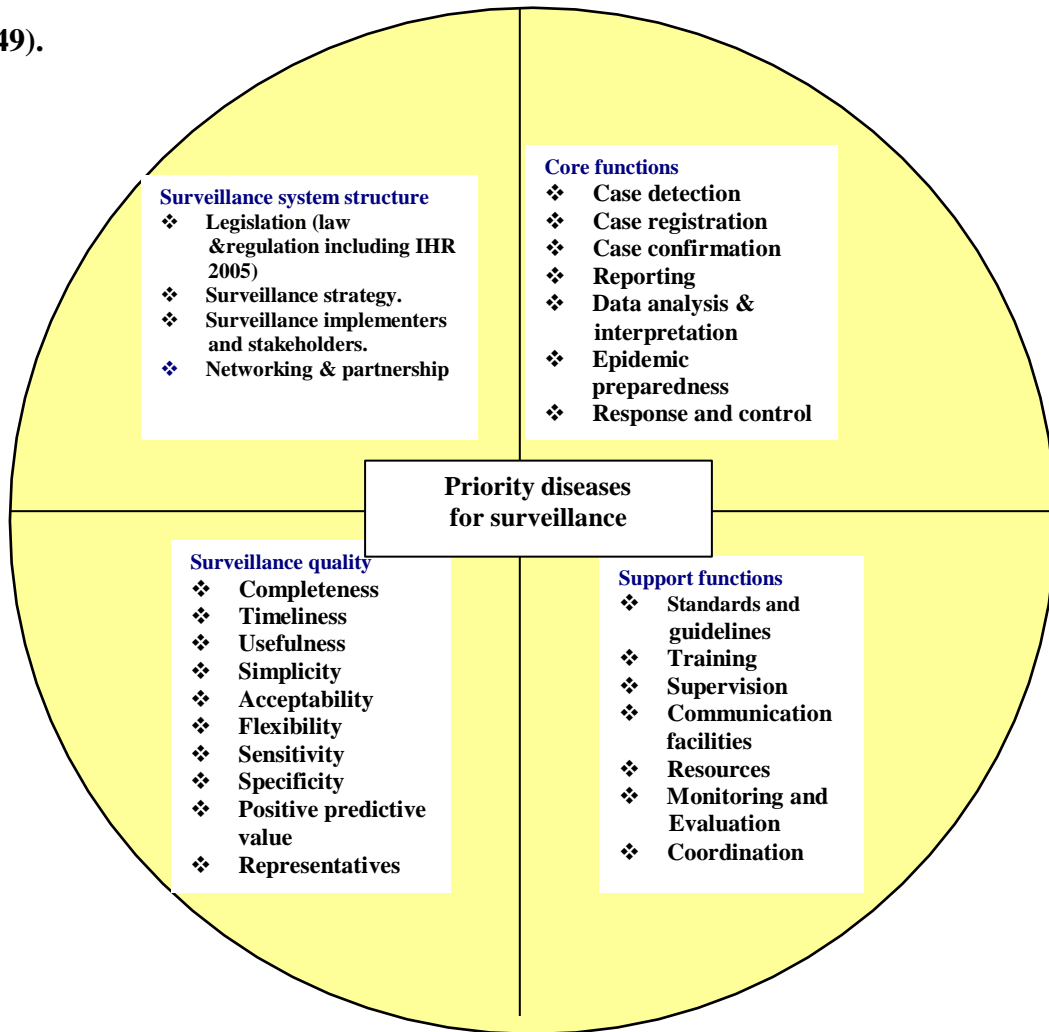 49).
Surveillance system structure
❖ Legislation (law
&regulation including IHR
2005)
❖ Surveillance strategy.
❖ Surveillance implementers
and stakeholders.
❖ Networking & partnership
Core functions
❖ Case detection
❖ Case registration
❖ Case confirmation
❖ Reporting
❖ Data analysis &
interpretation
❖ Epidemic
preparedness
❖ Response and control
Priority diseases
for surveillance
Surveillance quality
❖ Completeness
❖ Timeliness
❖ Usefulness
❖ Simplicity
❖ Acceptability
❖ Flexibility
❖ Sensitivity
❖ Specificity
❖ Positive predictive
value
❖ Representatives
Support functions
❖ Standards and
guidelines
❖ Training
❖ Supervision
❖ Communication
facilities
❖ Resources
❖ Monitoring and
Evaluation
❖ Coordination